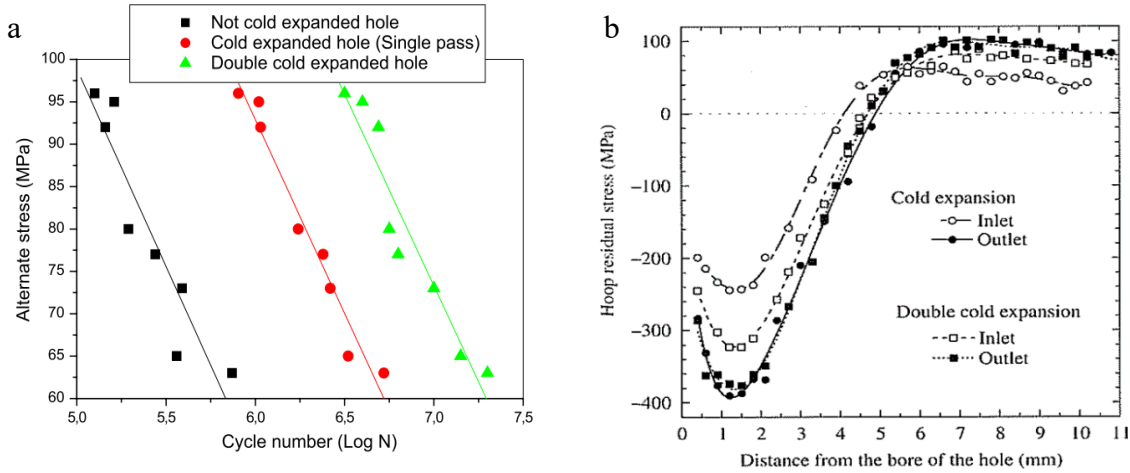 a
Not cold expanded hole
Cold expanded hole (Single pass)
Double cold expanded hole
Alternate stress (MPa)
100
95
90
85
80
75
70
65
60
5,0
5,5
6,0
6,5
7,0
7,5
Cycle number (Log N)
b
Hoop residual stress (MPa)
100
0
-100
-200
-300
-400
Cold expansion
Inlet
Outlet
Double cold expansion
Inlet
Outlet
0 1 2 3 4 5 6 7 8 9 10 11
Distance from the bore of the hole (mm)